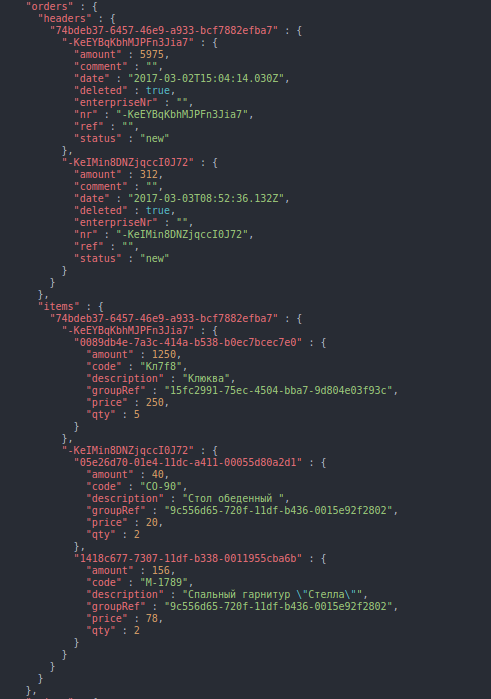 "orders" : {
"headers" : {
"74bdeb37-6457-46e9-a933-bcf7882efba7" : {
"-KeEYBqKbhMJPFn3Jia7" : {
"amount" : 5975,
"comment" : "",
"date" : "2017-03-02T15:04:14.030Z",
"deleted" : true,
"enterpriseNr" : "",
"nr" : "-KeEYBqKbhMJPFn3Jia7",
"ref" : "",
"status" : "new"
},
"-KeIMin8DNZjqccI0J72" : {
"amount" : 312,
"comment" : "",
"date" : "2017-03-03T08:52:36.132Z",
"deleted" : true,
"enterpriseNr" : "",
"nr" : "-KeIMin8DNZjqccI0J72",
"ref" : "",
"status" : "new"
}
}
},
"items" : {
"74bdeb37-6457-46e9-a933-bcf7882efba7" : {
"-KeEYBqKbhMJPFn3Jia7" : {
"0089db4e-7a3c-414a-b538-b0ec7bcec7e0" : {
"amount" : 1250,
"code" : "Кл7f8",
"description" : "Клюква",
"groupRef" : "15fc2991-75ec-4504-bba7-9d804e03f93c",
"price" : 250,
"qty" : 5
}
},
"-KeIMin8DNZjqccI0J72" : {
"05e26d70-01e4-11dc-a411-00055d80a2d1" : {
"amount" : 40,
"code" : "СО-90",
"description" : "Стол обеденный ",
"groupRef" : "9c556d65-720f-11df-b436-0015e92f2802",
"price" : 20,
"qty" : 2
},
"1418c677-7307-11df-b338-0011955cba6b" : {
"amount" : 156,
"code" : "М-1789",
"description" : "Спальный гарнитур \"Стелла\"",
"groupRef" : "9c556d65-720f-11df-b436-0015e92f2802",
"price" : 78,
"qty" : 2
}
}
}
}
},